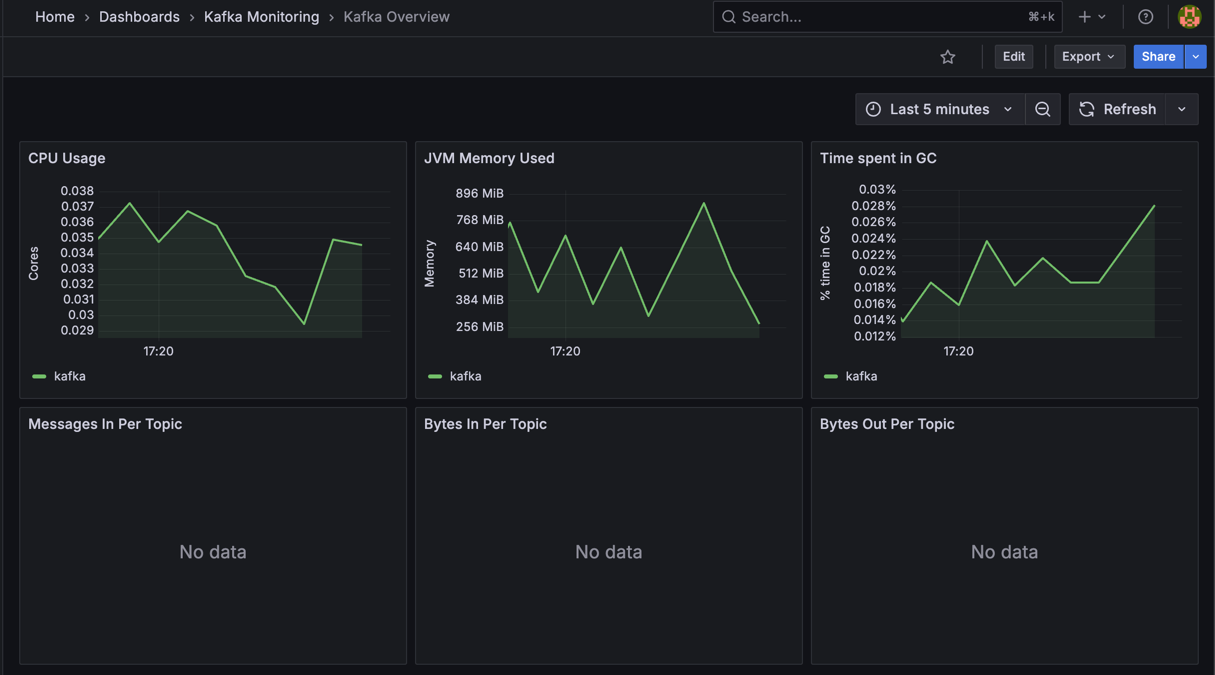 Home › Dashboards › Kafka Monitoring › Kafka Overview
Search... ⌘+k
Edit
Export
Share
Last 5 minutes
Refresh
CPU Usage
Cores
0.038
0.037
0.036
0.035
0.034
0.033
0.032
0.031
0.03
0.029
17:20
kafka
JVM Memory Used
Memory
896 MiB
768 MiB
640 MiB
512 MiB
384 MiB
256 MiB
17:20
kafka
Time spent in GC
% time in GC
0.03%
0.028%
0.026%
0.024%
0.022%
0.02%
0.018%
0.016%
0.014%
0.012%
17:20
kafka
Messages In Per Topic
No data
Bytes In Per Topic
No data
Bytes Out Per Topic
No data